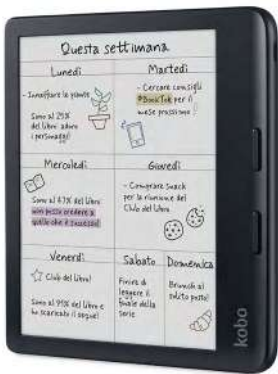 Questa settimana
Lunedì
- Innaffiare le piante
Sono al 25%
del libro: adoro
i personaggi!
Martedì
- Cercare consigli
#BookTok per il
mese prossimo!
Mercoledì
Sono al 67% del libro
non posso credere a
quello che è successo!
Giovedì
- Comprare snack
per la riunione del
Club del libro
Venerdì
Club del libro!
Sono al 95% del libro e
ho scaricato il sequel!
Sabato
Finire di
leggere il
finale della
serie
Domenica
Brunch al
solito posto!
kobo